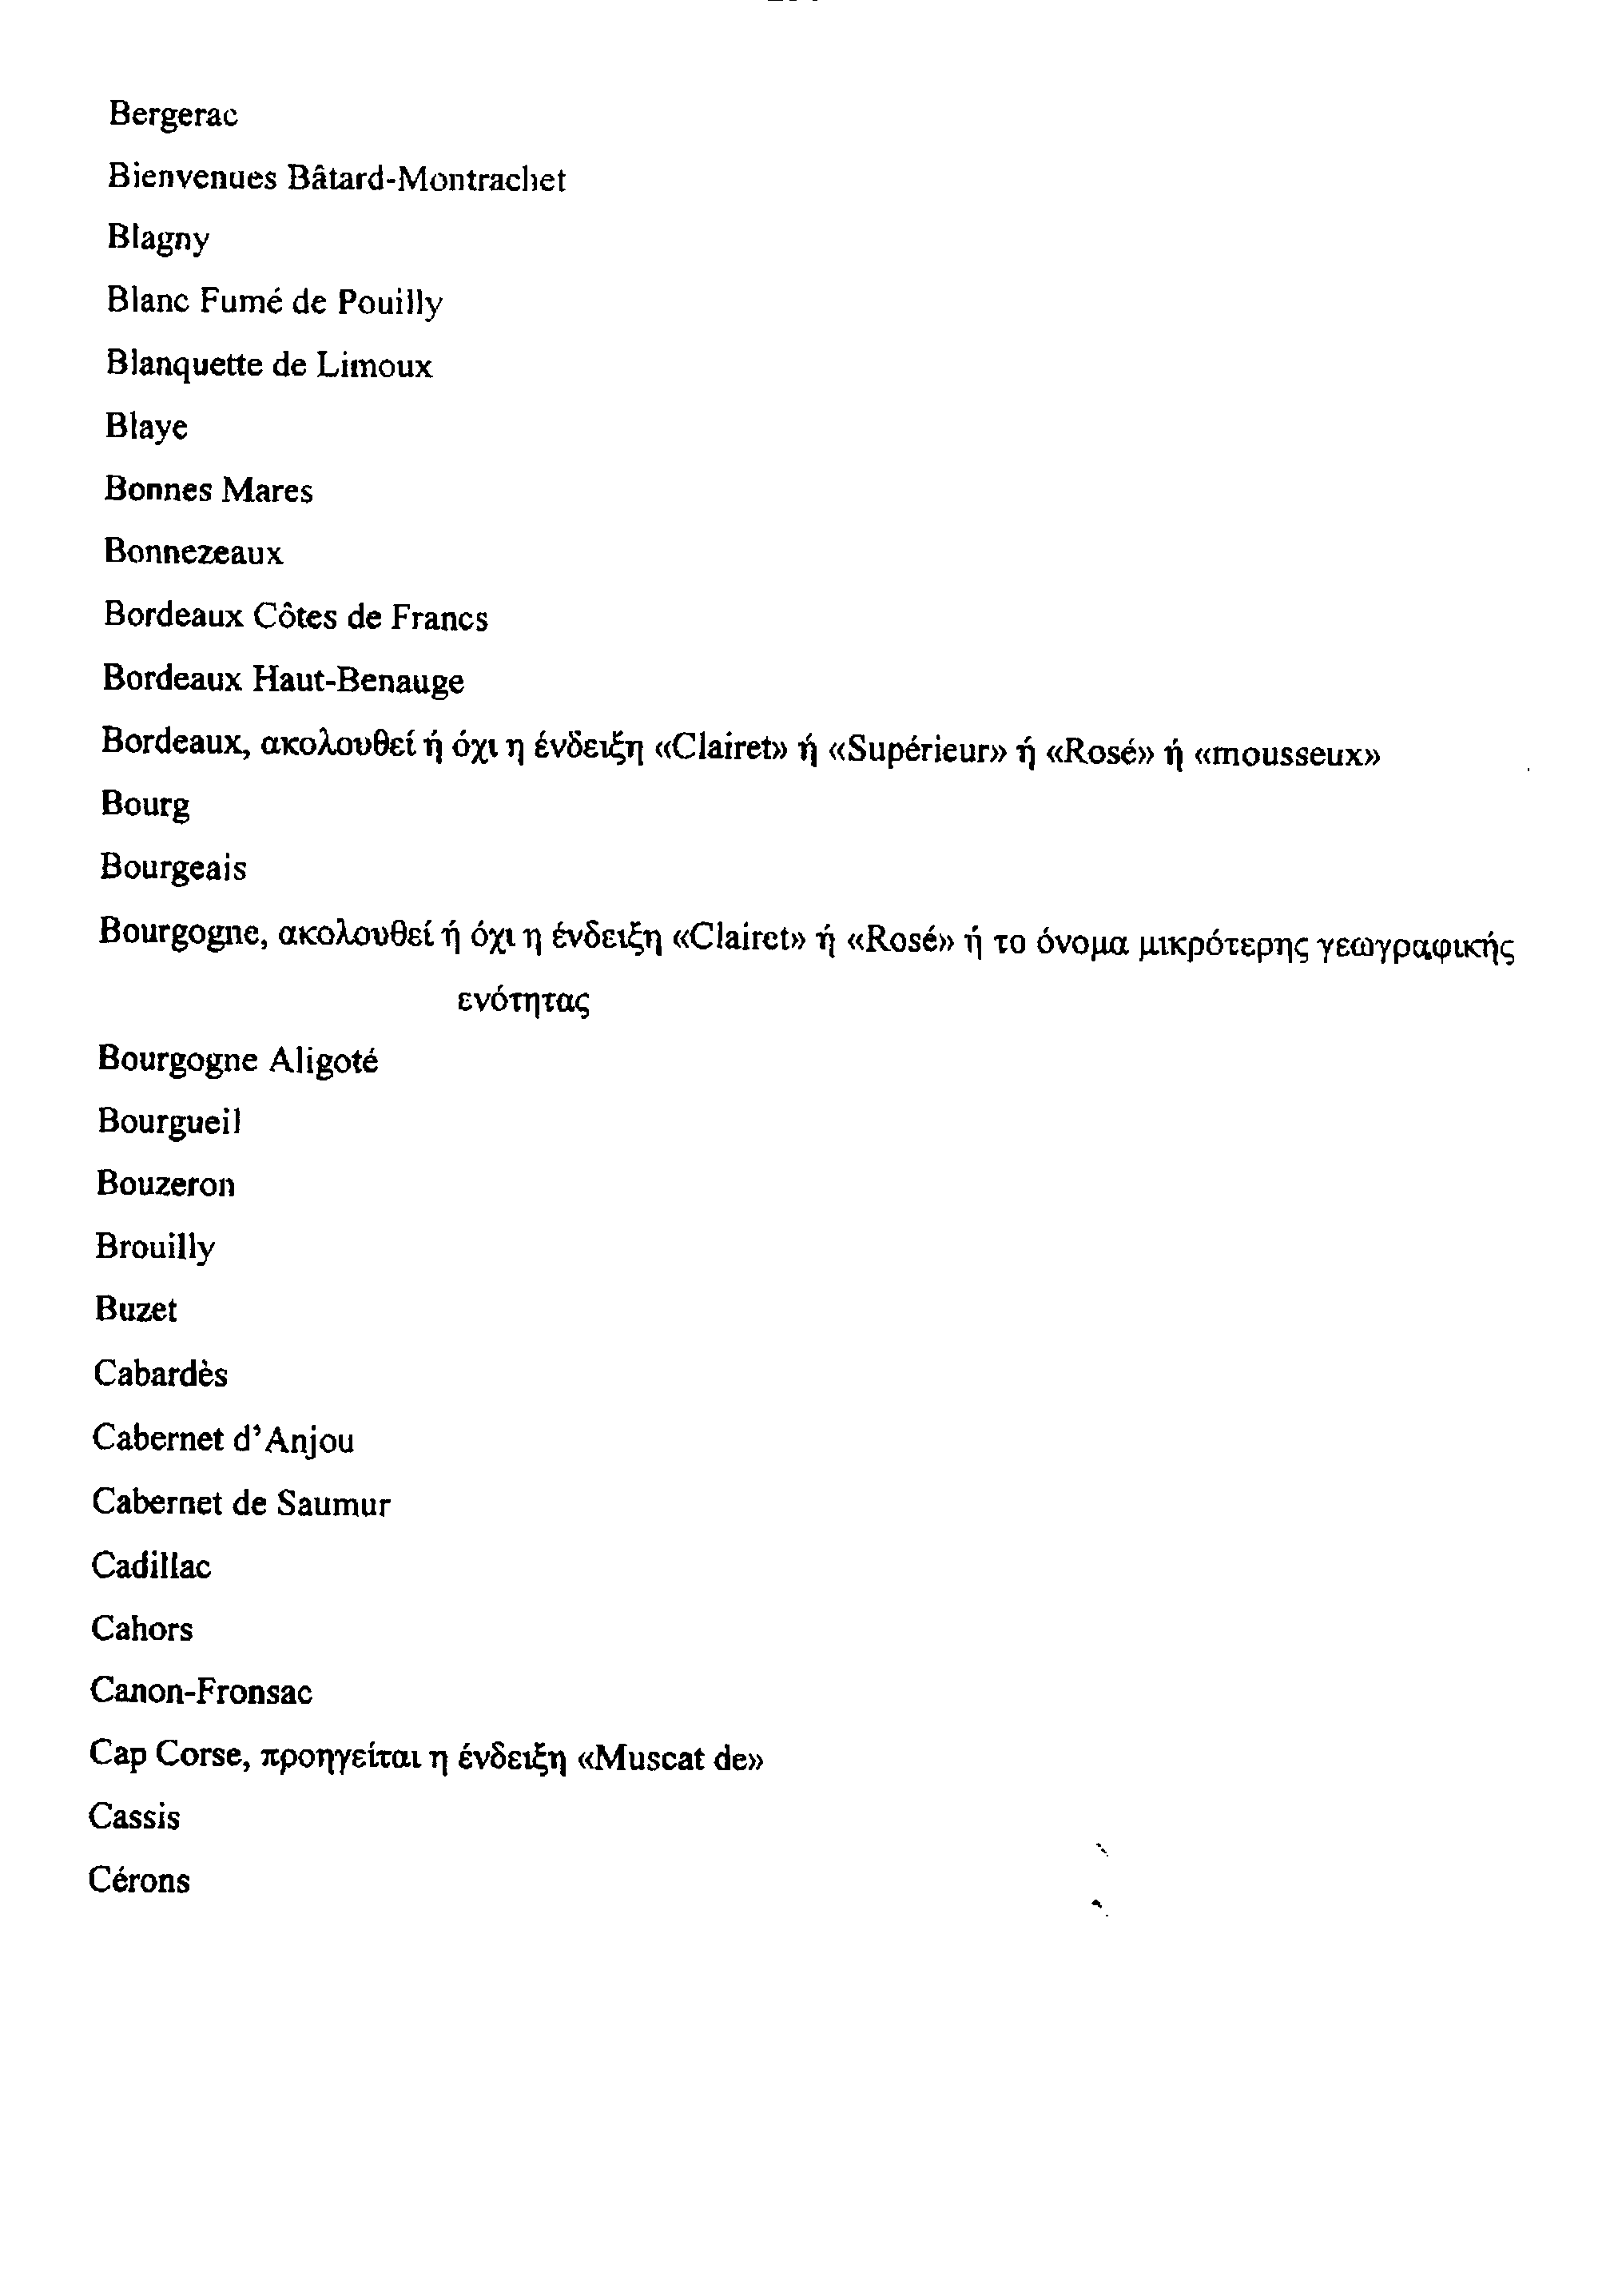 Bergerac
Bienvenues Bâtard-Montrachet
Blagny
Blanc Fumé de Pouilly
Blanquette de Limoux
Blaye
Bonnes Mares
Bonnezeaux
Bordeaux Côtes de Francs
Bordeaux Haut-Benauge
Bordeaux, ακολουθεί ή όχι η ένδειξη «Clairet» ή «Supérieur» ή «Rosé» ή «mousseux»
Bourg
Bourgeais
Bourgogne, ακολουθεί ή όχι η ένδειξη «Clairet» ή «Rosé» ή το όνομα μικρότερης γεωγραφικής
ενότητας
Bourgogne Aligoté
Bourgueil
Bouzeron
Brouilly
Buzet
Cabardès
Cabernet d'Anjou
Cabernet de Saumur
Cadillac
Cahors
Canon-Fronsac
Cap Corse, προηγείται η ένδειξη «Muscat de»
Cassis
Cérons